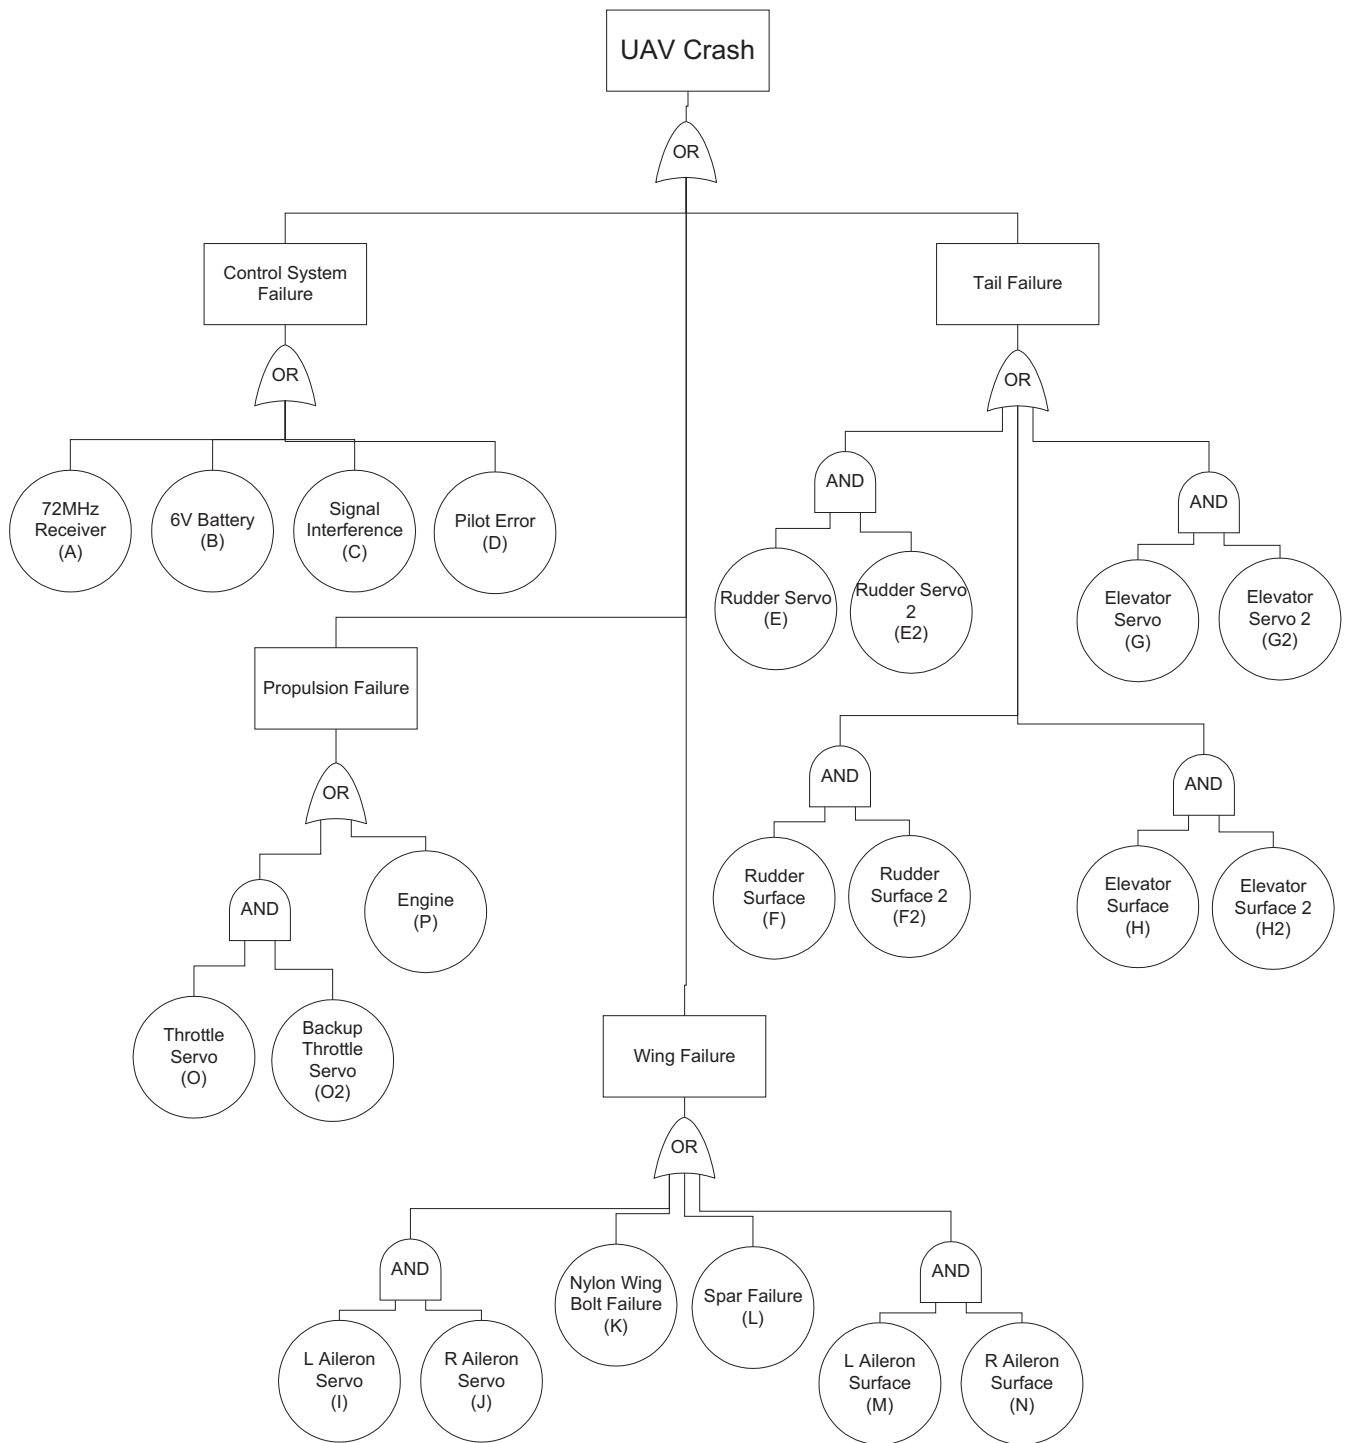 UAV Crash
OR
Control System
Failure
OR
72MHz
Receiver
(A)
6V Battery
(B)
Signal
Interference
(C)
Pilot Error
(D)
Tail Failure
OR
AND
Rudder Servo
(E)
Rudder Servo
2
(E2)
AND
Elevator
Servo
(G)
Elevator
Servo 2
(G2)
AND
Rudder
Surface
(F)
Rudder
Surface 2
(F2)
AND
Elevator
Surface
(H)
Elevator
Surface 2
(H2)
Propulsion Failure
OR
AND
Engine
(P)
Throttle
Servo
(O)
Backup
Throttle
Servo
(O2)
Wing Failure
OR
AND
L Aileron
Servo
(I)
R Aileron
Servo
(J)
Nylon Wing
Bolt Failure
(K)
Spar Failure
(L)
AND
L Aileron
Surface
(M)
R Aileron
Surface
(N)